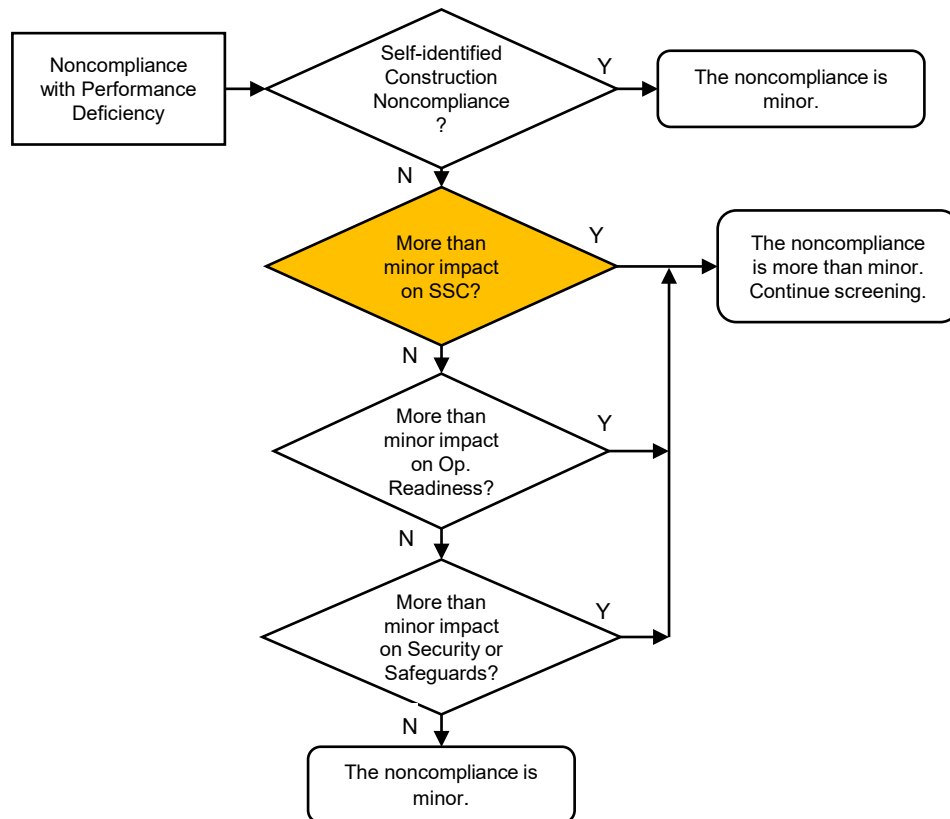 Noncompliance
with Performance
Deficiency
Self-identified
Construction
Noncompliance
?
Y
The noncompliance is
minor.
N
More than
minor impact
on SSC?
Y
The noncompliance
is more than minor.
Continue screening.
N
More than
minor impact
on Op.
Readiness?
Y
N
More than
minor impact
on Security or
Safeguards?
Y
N
The noncompliance is
minor.